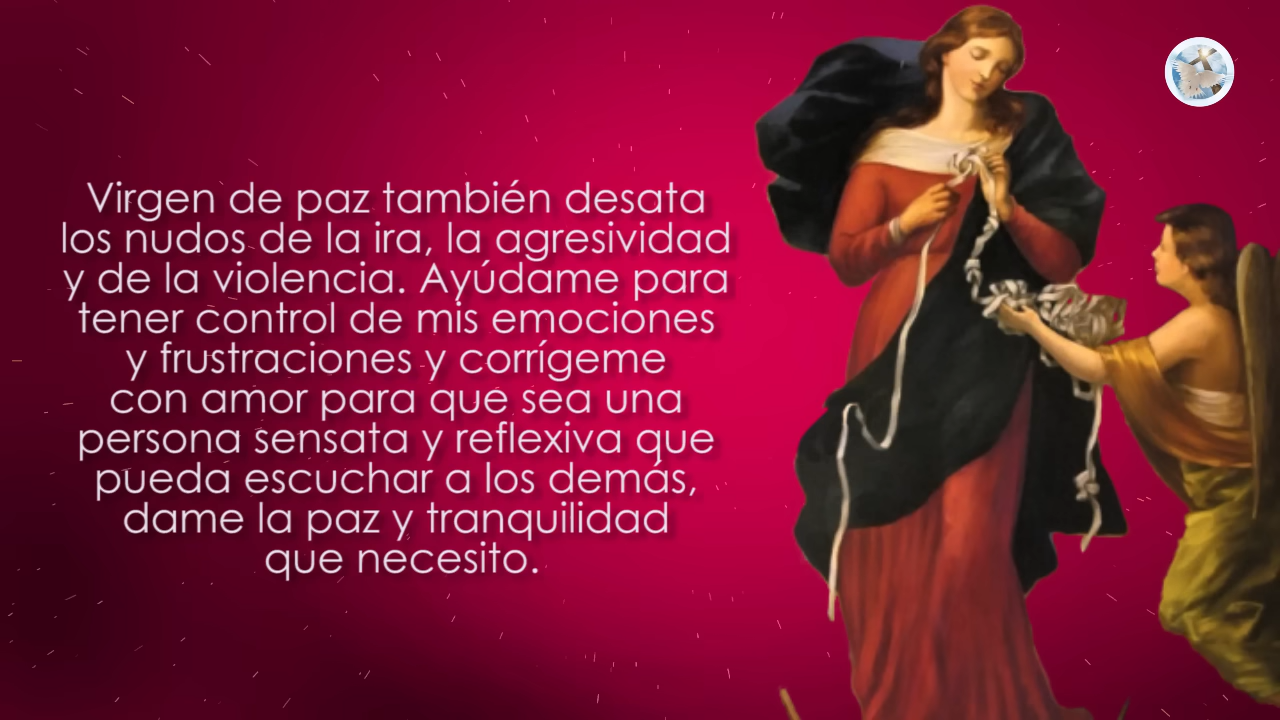 Virgen de paz también desata
los nudos de la ira, la agresividad
y de la violencia. Ayúdame para
tener control de mis emociones
y frustraciones y corrígeme
con amor para que sea una
persona sensata y reflexiva que
pueda escuchar a los demás,
dame la paz y tranquilidad
que necesito.